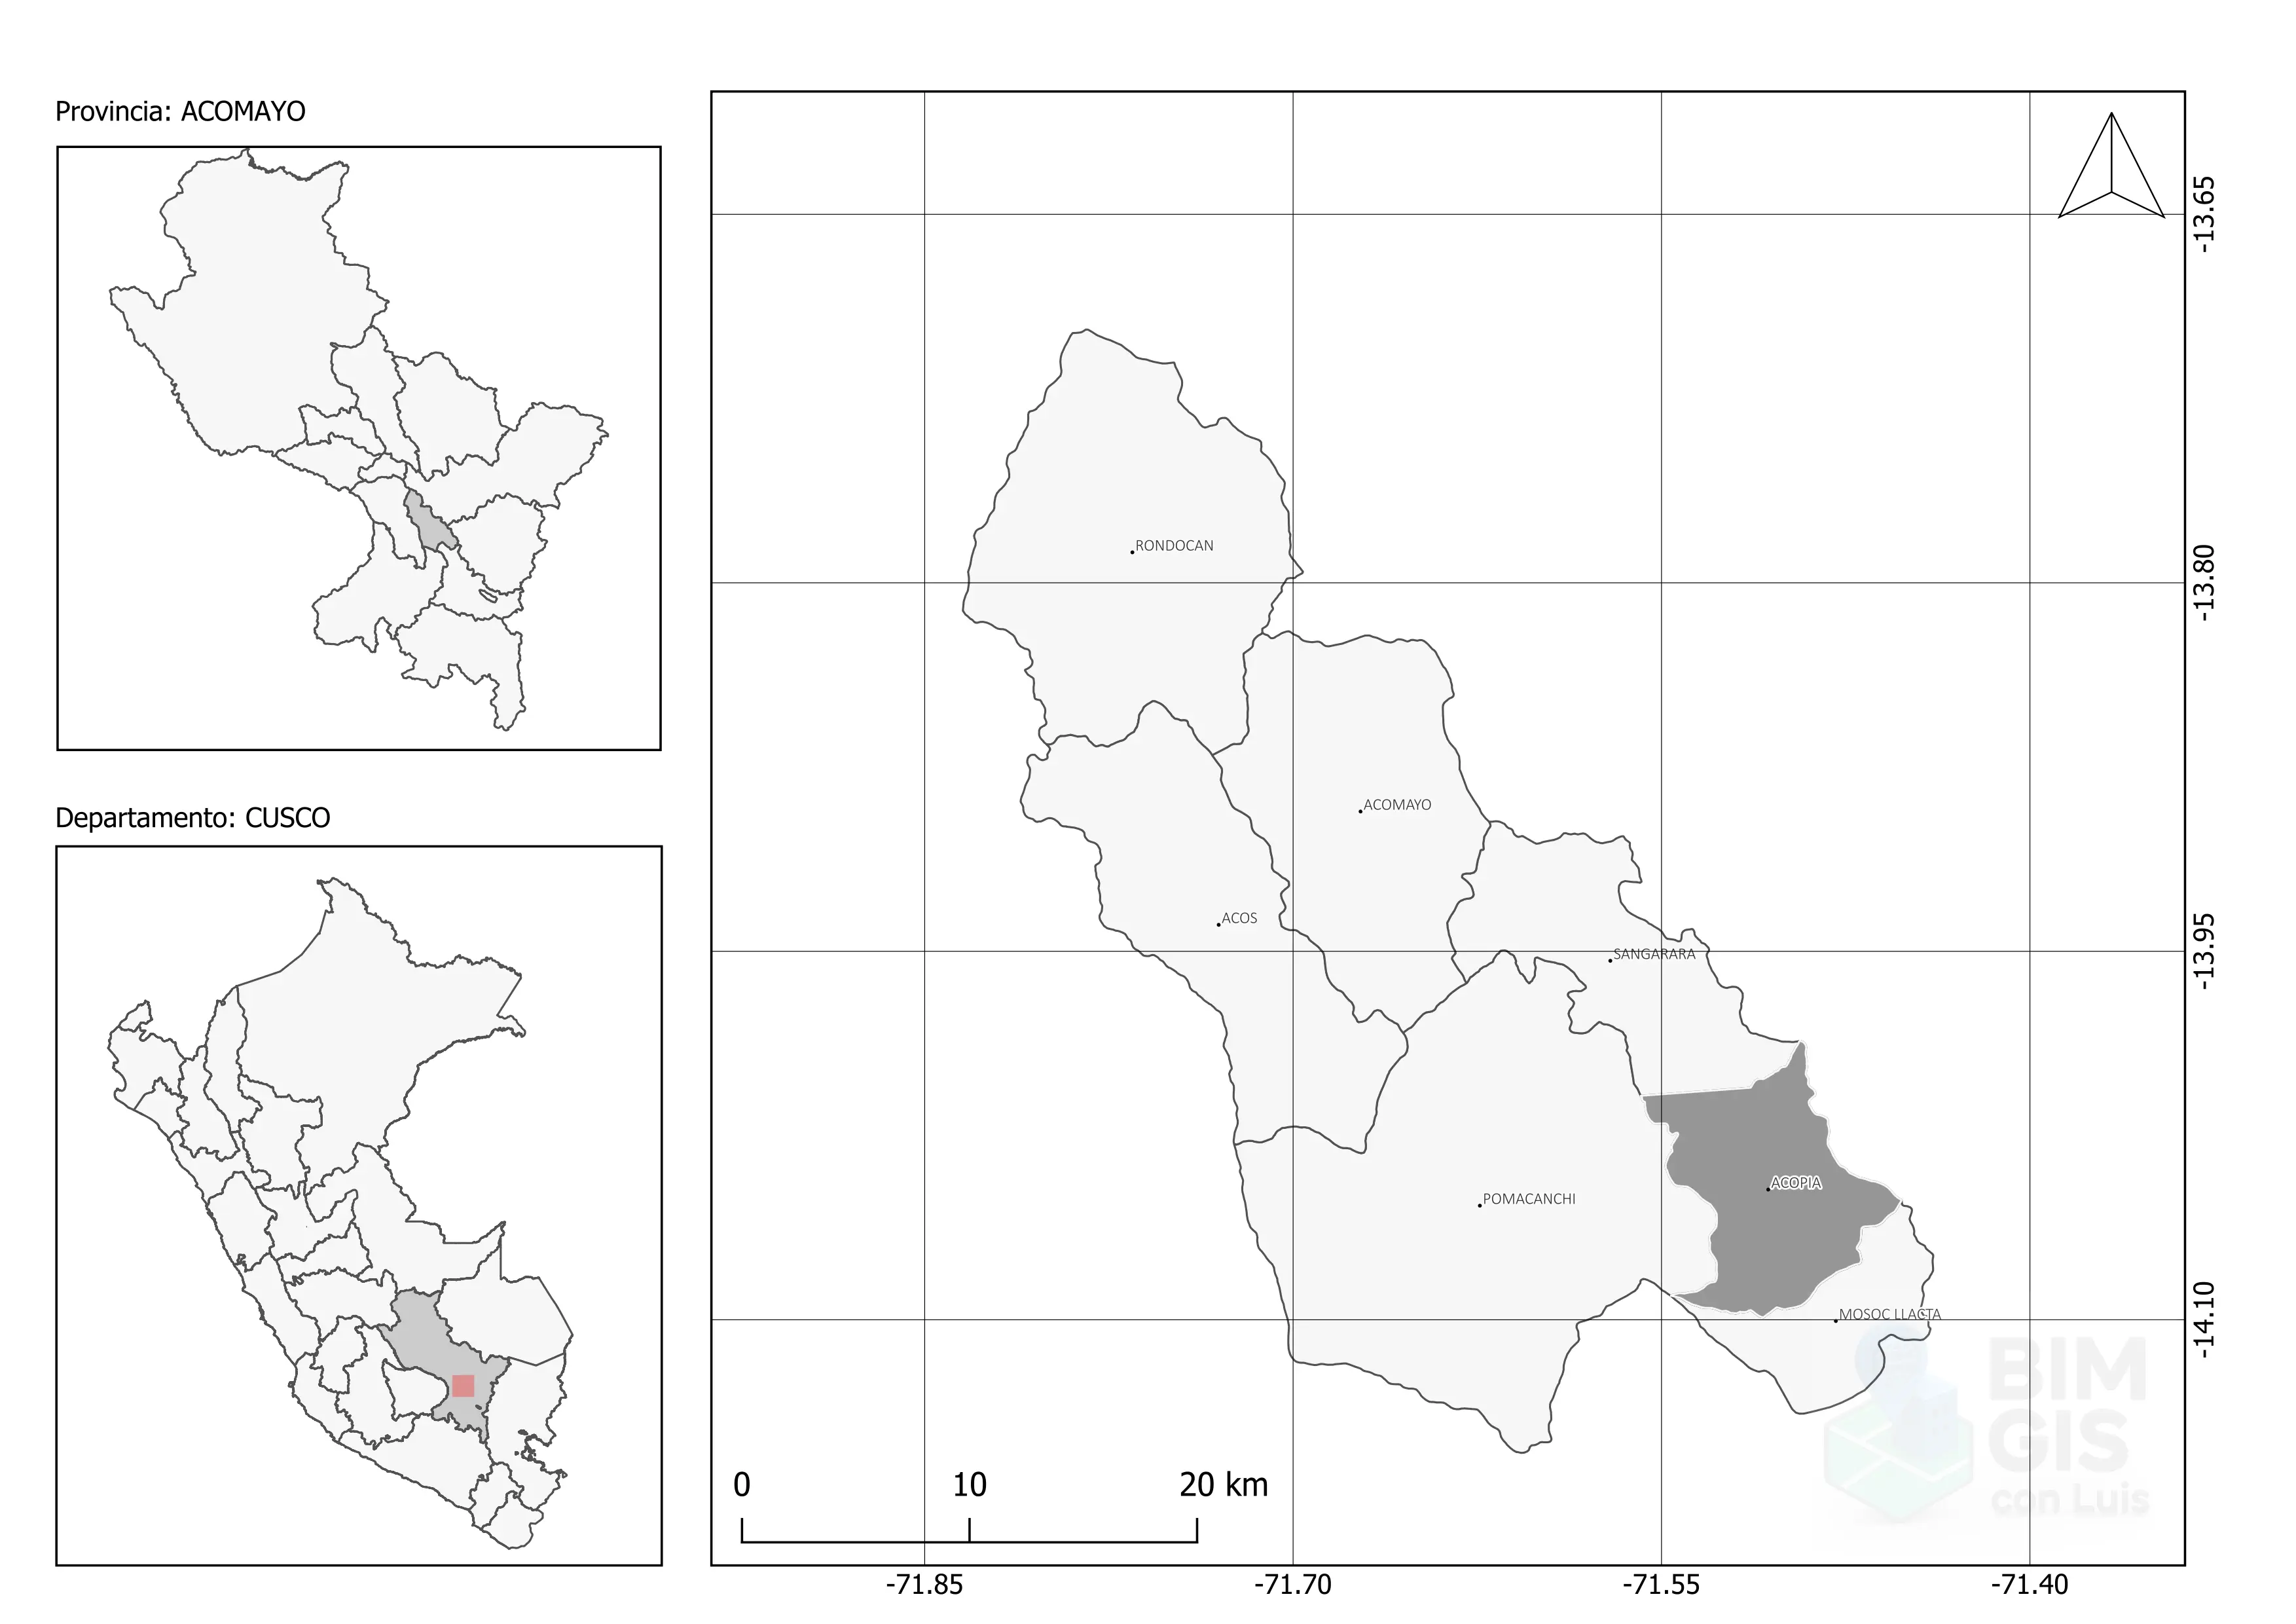 Provincia: ACOMAYO
Departamento: CUSCO
RONDOCAN
ACOMAYO
ACOS
SANGARARA
ACOPIA
POMACANCHI
MOSOC LLACTA
BIM
GIS
con Luis
0 10 20 km
-13.65
-13.80
-13.95
-14.10
-71.85 -71.70 -71.55 -71.40